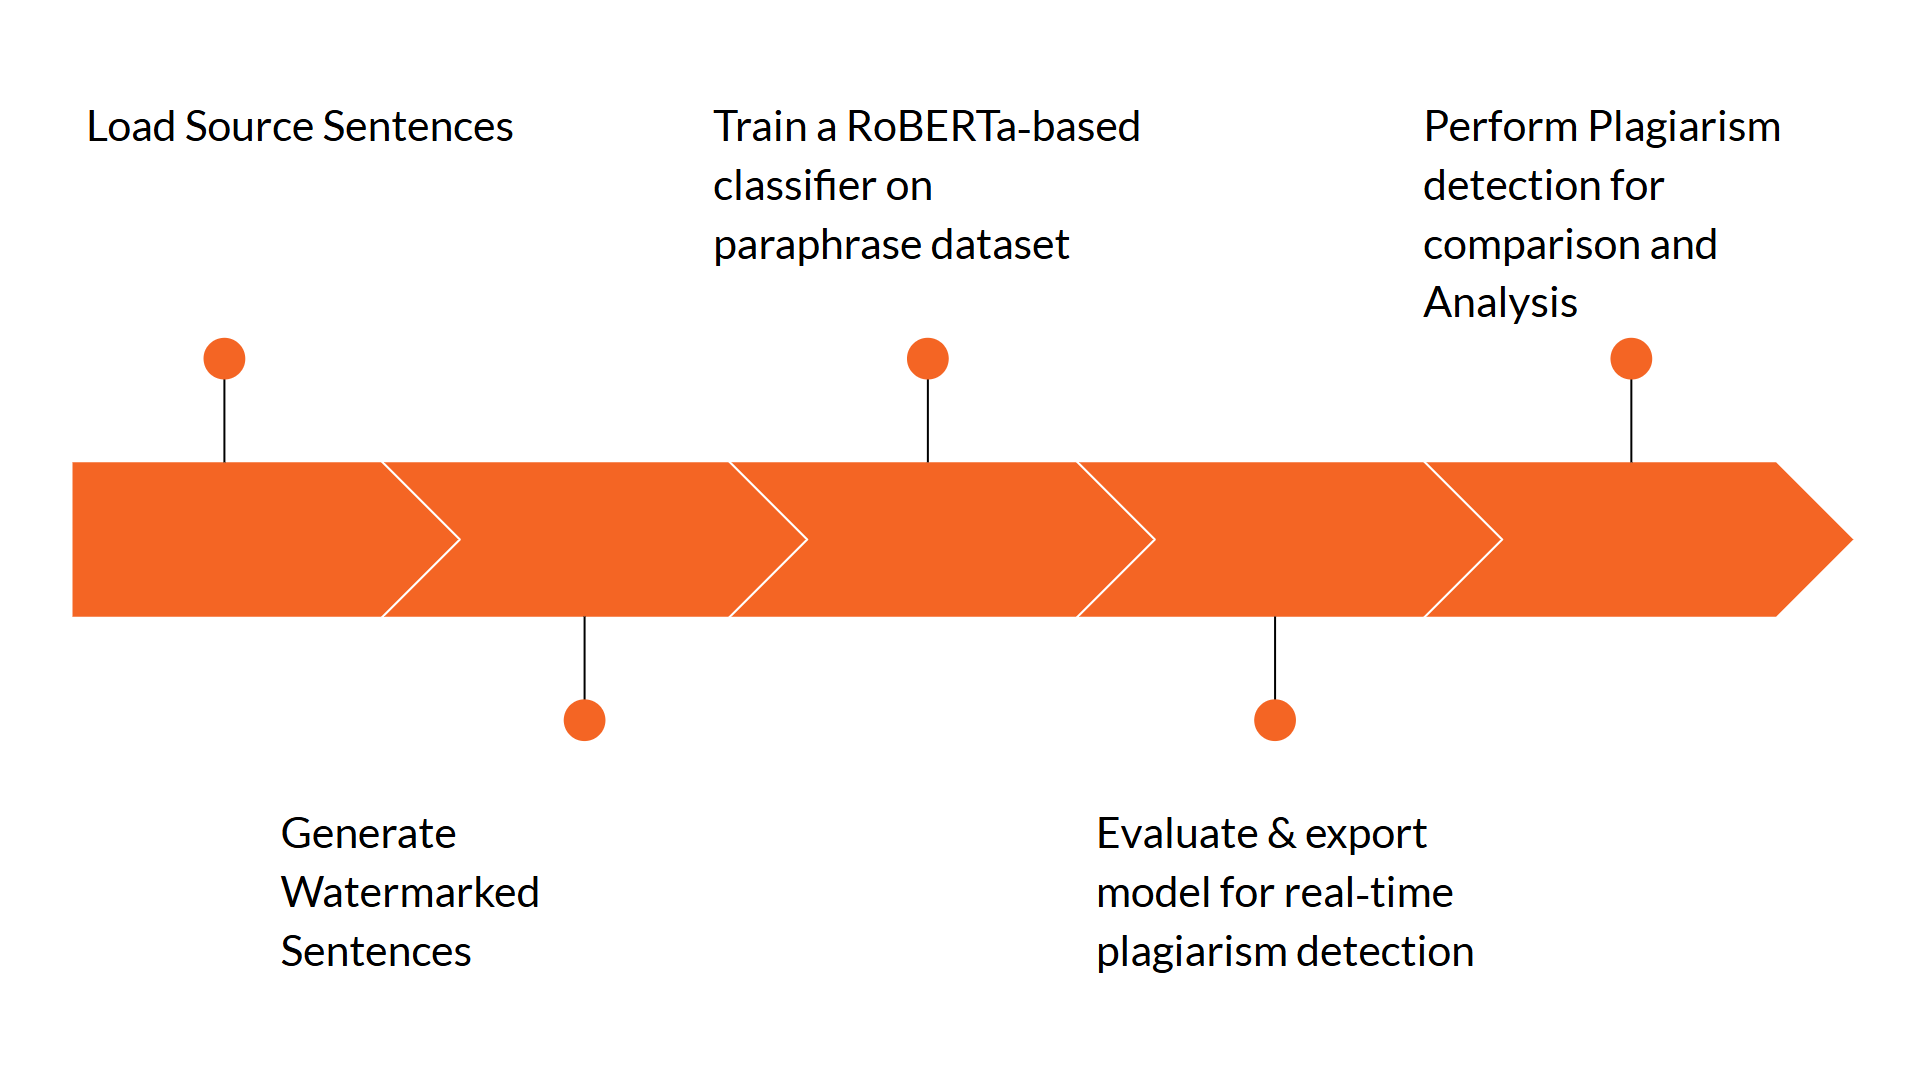 Load Source Sentences
Train a RoBERTa-based
classifier on
paraphrase dataset
Perform Plagiarism
detection for
comparison and
Analysis
Generate
Watermarked
Sentences
Evaluate & export
model for real-time
plagiarism detection